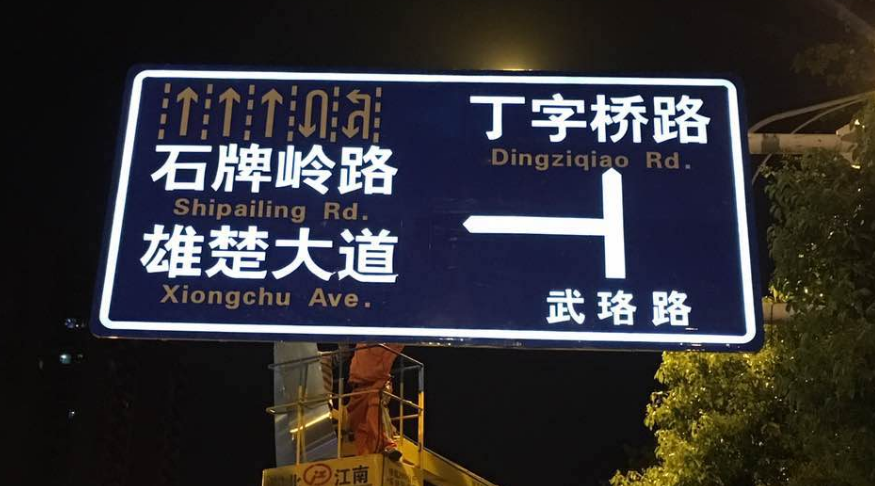 石牌岭路
Shipailing Rd.
雄楚大道
Xiongchu Ave.
丁字桥路
Dingziqiao Rd.
武珞路
北 江南